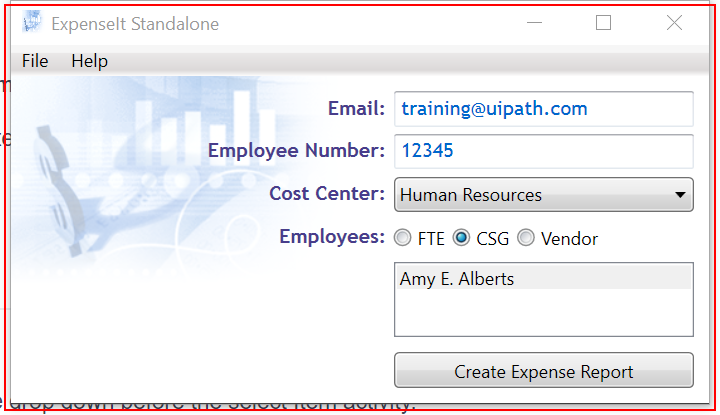 ExpenseIt Standalone
File Help
Email: training@uipath.com
Employee Number: 12345
Cost Center: Human Resources
Employees: FTE CSG Vendor
Amy E. Alberts
Create Expense Report
drop down before the select item activity.